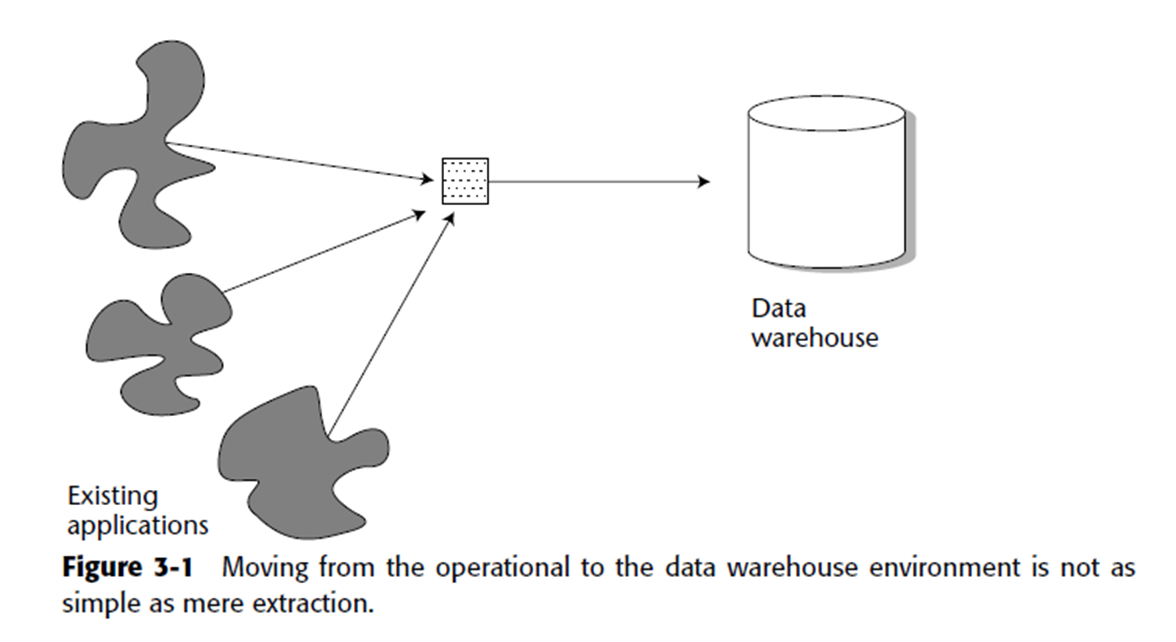 Data
warehouse
Existing
applications
Figure 3-1 Moving from the operational to the data warehouse environment is not as
simple as mere extraction.